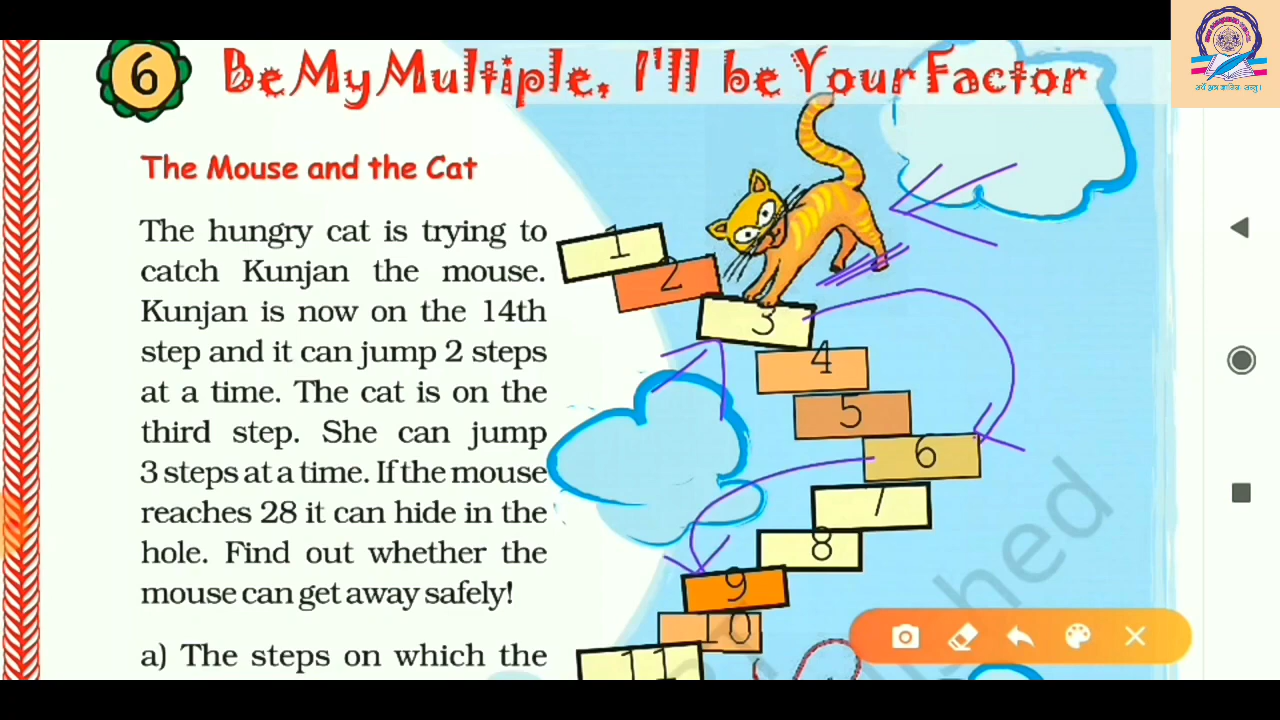 6 Be My Multiple, I'll be Your Factor
The Mouse and the Cat
The hungry cat is trying to
catch Kunjan the mouse.
Kunjan is now on the 14th
step and it can jump 2 steps
at a time. The cat is on the
third step. She can jump
3 steps at a time. If the mouse
reaches 28 it can hide in the
hole. Find out whether the
mouse can get away safely!
a) The steps on which the
1
2
3
4
5
6
7
8
9
10
11